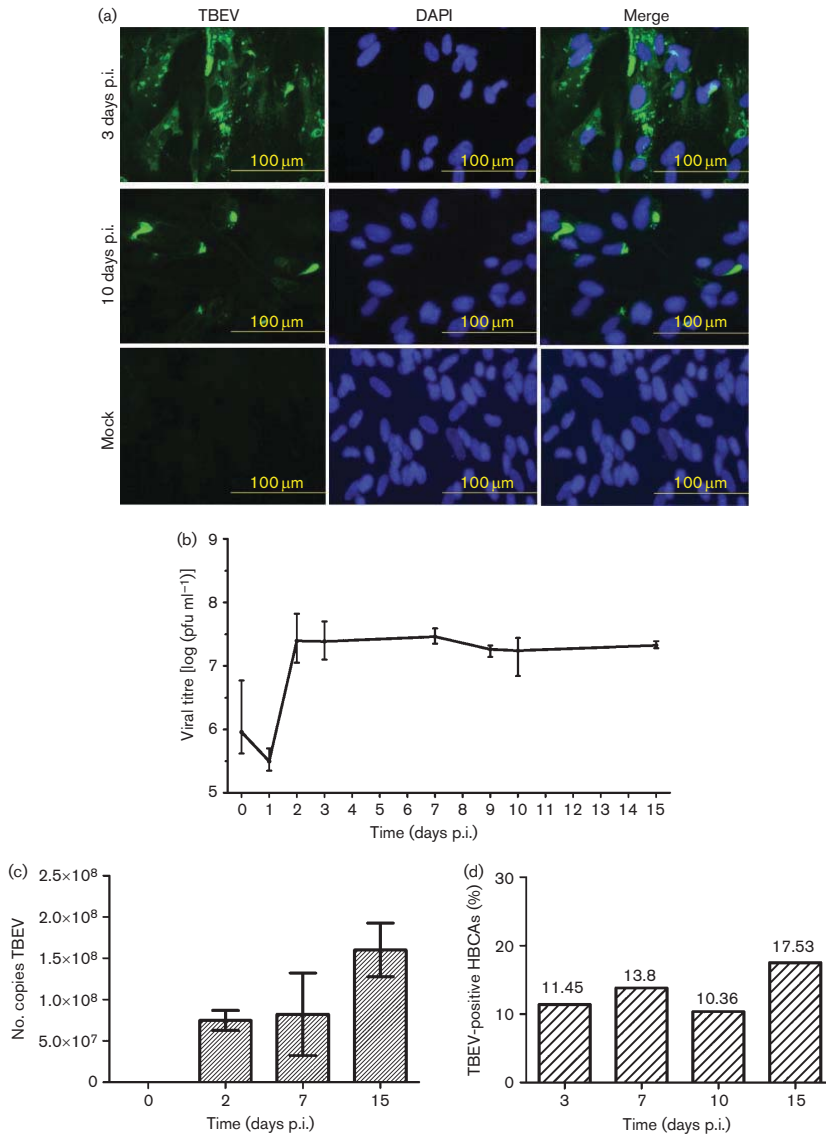 (a)
TBEV DAPI Merge
3 days p.i.
100 µm 100 µm 100 µm
10 days p.i.
100 µm 100 µm 100 µm
Mock
100 µm 100 µm 100 µm
(b)
Viral titre [log (pfu ml⁻¹)]
9
8
7
6
5
0 1 2 3 4 5 6 7 8 9 10 11 12 13 14 15
Time (days p.i.)
(c)
No. copies TBEV
2.5×10⁸
2.0×10⁸
1.5×10⁸
1.0×10⁸
5.0×10⁷
0
0 2 7 15
Time (days p.i.)
(d)
TBEV-positive HBCAs (%)
30
20
10
0
11.45 13.8 10.36 17.53
3 7 10 15
Time (days p.i.)